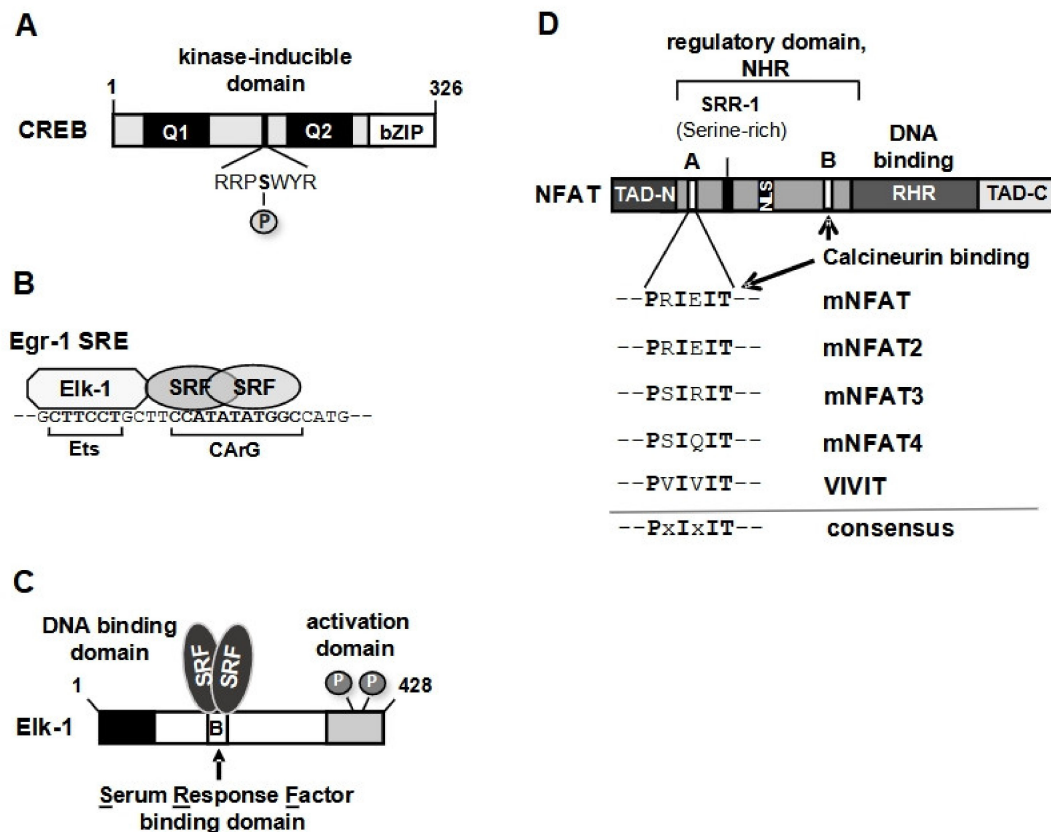 A
kinase-inducible
domain
1
326
CREB
Q1
Q2
bZIP
RRPSWYR
P
B
Egr-1 SRE
Elk-1
SRF
SRF
--GCTTCCTGCTTCCATATATGGCCATG--
Ets
CArG
C
DNA binding
domain
SRF
SRF
activation
domain
P
P
1
428
Elk-1
B
Serum Response Factor
binding domain
D
regulatory domain,
NHR
SRR-1
(Serine-rich)
DNA
binding
A
B
NFAT
TAD-N
NLS
RHR
TAD-C
Calcineurin binding
--PRIEIT-- mNFAT
--PRIEIT-- mNFAT2
--PSIRIT-- mNFAT3
--PSIQIT-- mNFAT4
--PVIVIT-- VIVIT
--PxIxIT-- consensus